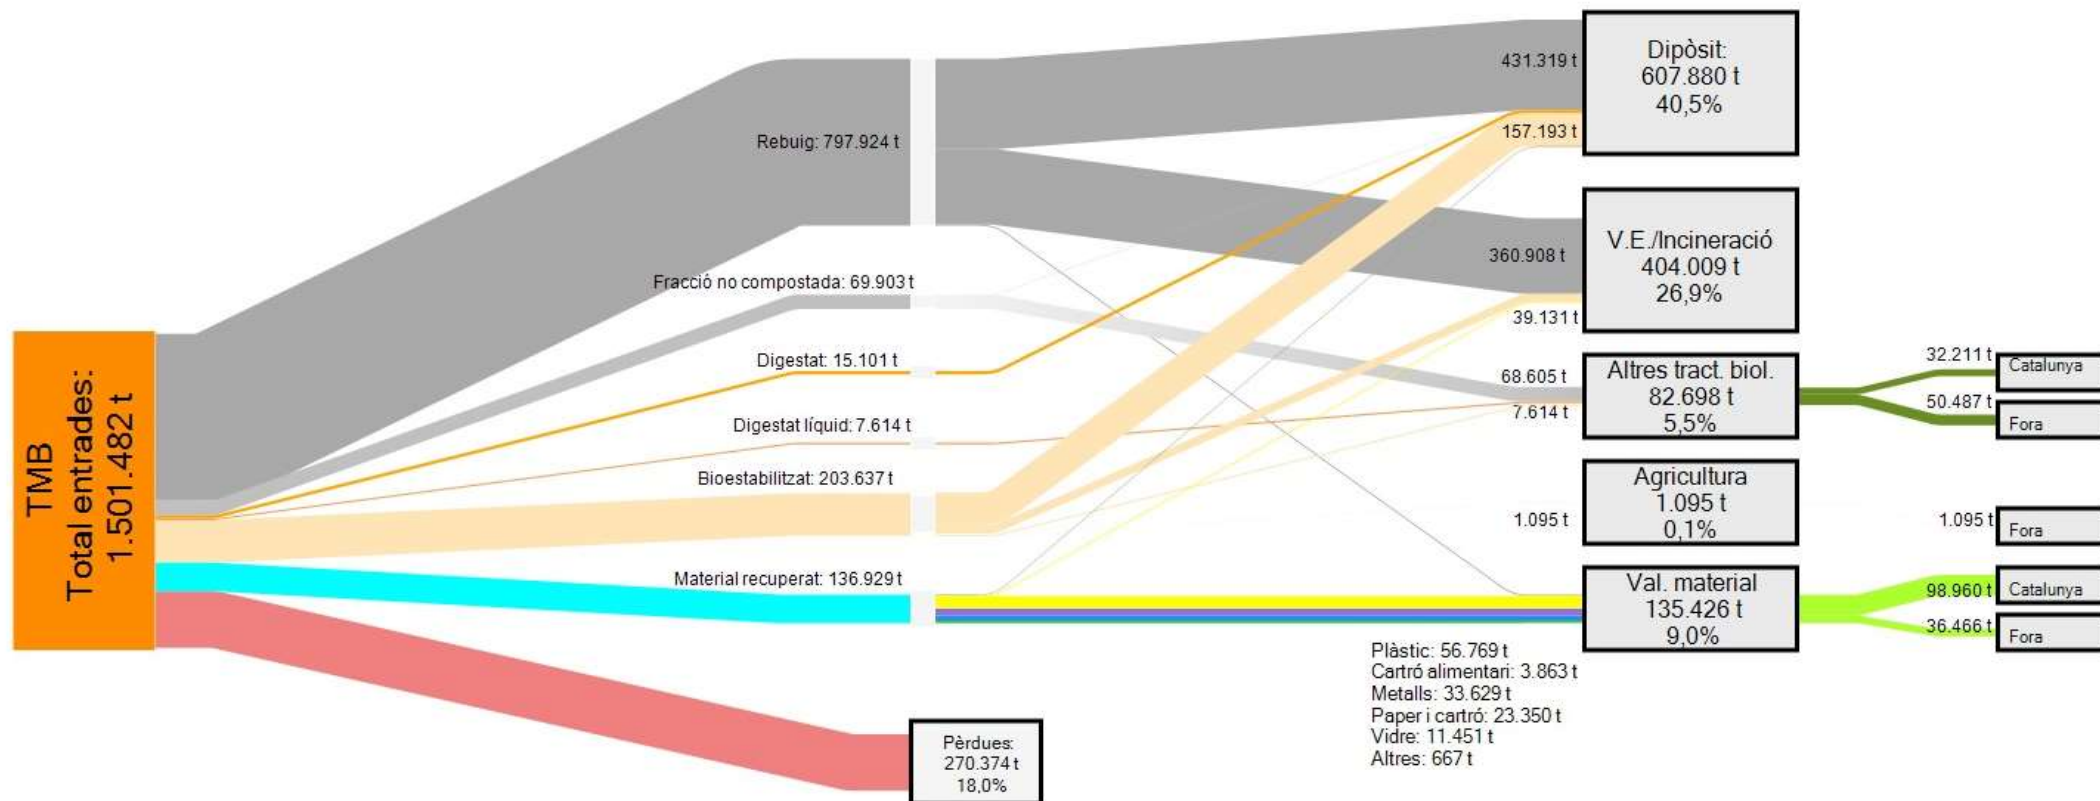 TMB
Total entrades:
1.501.482 t
Rebuig: 797.924 t
Fracció no compostada: 69.903 t
Digestat: 15.101 t
Digestat líquid: 7.614 t
Bioestabilitzat: 203.637 t
Material recuperat: 136.929 t
Pèrdues:
270.374 t
18,0%
431.319 t
157.193 t
360.908 t
39.131 t
68.605 t
7.614 t
1.095 t
Plàstic: 56.769 t
Cartró alimentari: 3.863 t
Metalls: 33.629 t
Paper i cartró: 23.350 t
Vidre: 11.451 t
Altres: 667 t
Dipòsit:
607.880 t
40,5%
V.E./Incineració
404.009 t
26,9%
Altres tract. biol.
82.698 t
5,5%
Agricultura
1.095 t
0,1%
Val. material
135.426 t
9,0%
32.211 t
Catalunya
50.487 t
Fora
1.095 t
Fora
98.960 t
Catalunya
36.466 t
Fora